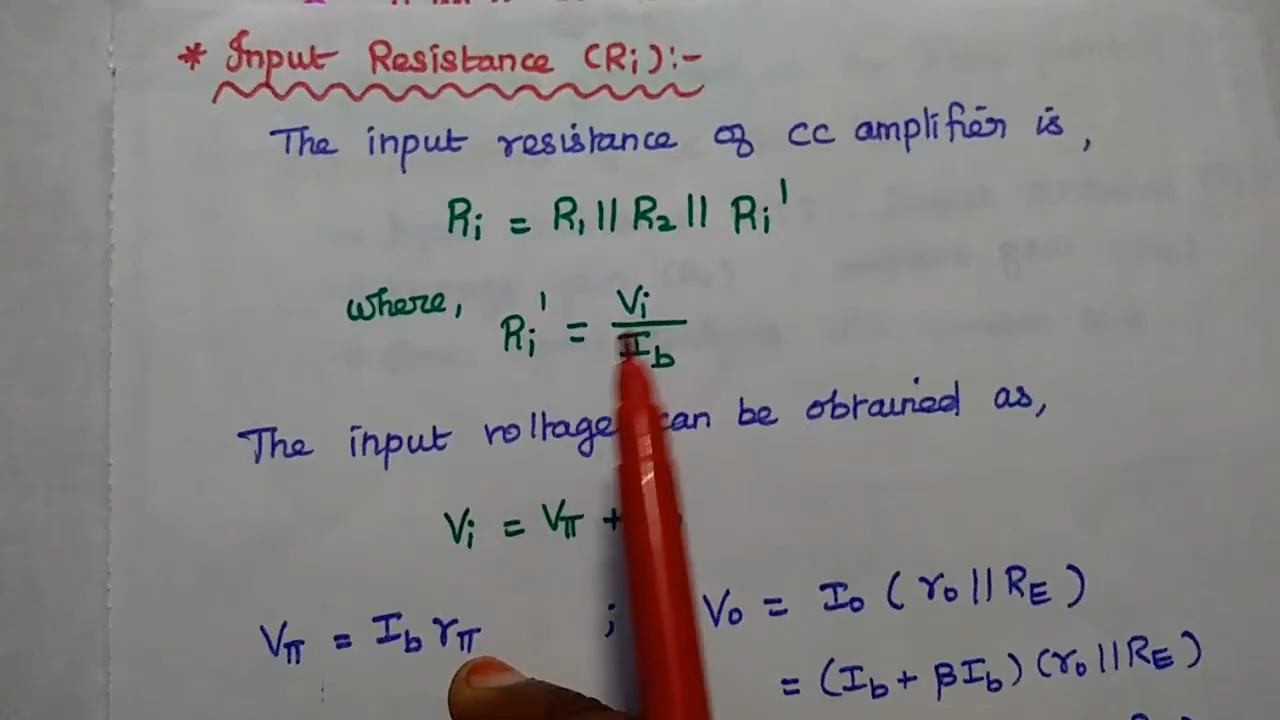 * Input Resistance (Ri):-
The input resistance of CC amplifier is,
Ri = R1 || R2 || Ri'
where, Ri' = Vi / Ib
The input voltage can be obtained as,
Vi = Vπ +
Vπ = Ib rπ ; Vo = Io (ro || RE)
= (Ib + βIb) (ro || RE)